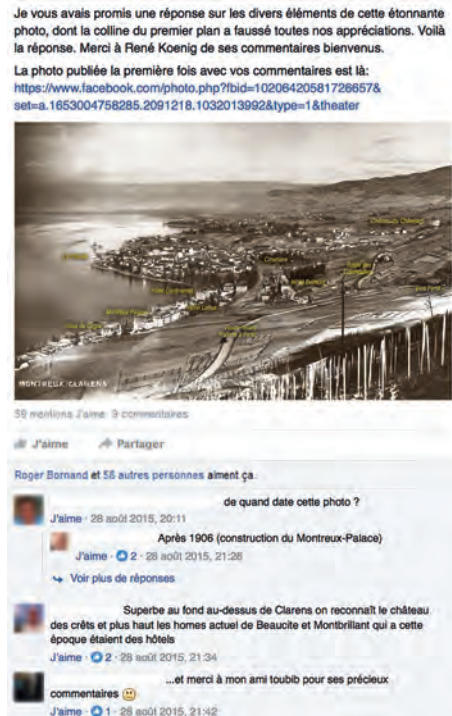 Je vous avais promis une réponse sur les divers éléments de cette étonnante
photo, dont la colline du premier plan a faussé toutes nos appréciations. Voilà
la réponse. Merci à René Koenig de ses commentaires bienvenus.
La photo publiée la première fois avec vos commentaires est là:
https://www.facebook.com/photo.php?fbid=10206420581726657&
set=a.1653004758285.2091218.1032013992&type=1&theater
Cimetière
MONTREUX/CLARENS
59 mentions J'aime 9 commentaires
J'aime Partager
Roger Bornand et 58 autres personnes aiment ça.
de quand date cette photo ?
J'aime · 28 août 2015, 20:11
Après 1906 (construction du Montreux-Palace)
J'aime · 2 · 28 août 2015, 21:28
Voir plus de réponses
Superbe au fond au-dessus de Clarens on reconnaît le château
des crêts et plus haut les homes actuel de Beaucite et Montbrillant qui a cette
époque étaient des hôtels
J'aime · 2 · 28 août 2015, 21:34
...et merci à mon ami toubib pour ses précieux
commentaires
J'aime · 1 · 28 août 2015, 21:42